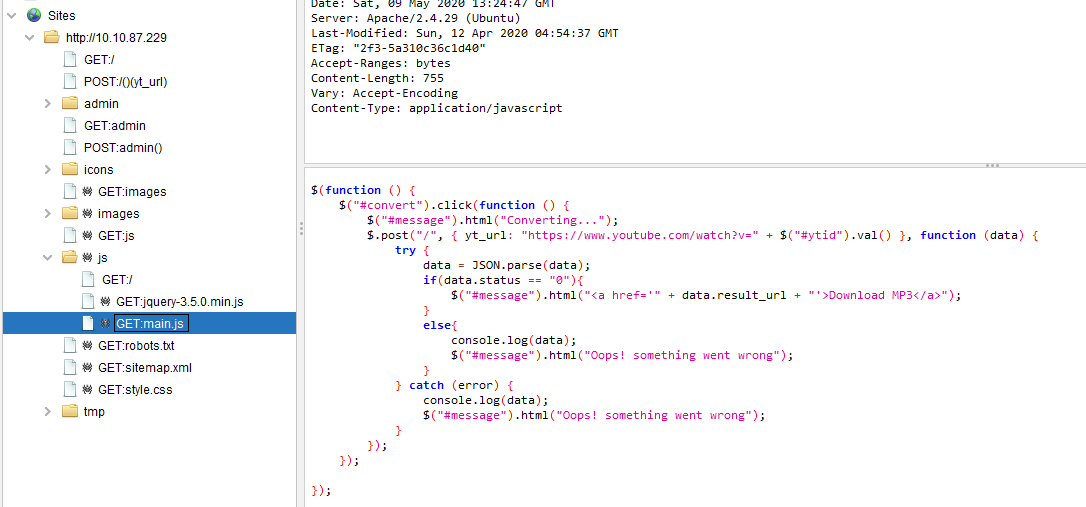 Sites
http://10.10.87.229
GET:/
POST:/()(yt_url)
admin
GET:admin
POST:admin()
icons
GET:images
images
GET:js
js
GET:/
GET:jquery-3.5.0.min.js
GET:main.js
GET:robots.txt
GET:sitemap.xml
GET:style.css
tmp
Date: Sat, 09 May 2020 13:24:47 GMT
Server: Apache/2.4.29 (Ubuntu)
Last-Modified: Sun, 12 Apr 2020 04:54:37 GMT
ETag: "2f3-5a310c36c1d40"
Accept-Ranges: bytes
Content-Length: 755
Vary: Accept-Encoding
Content-Type: application/javascript
$(function () {
    $("#convert").click(function () {
        $("#message").html("Converting...");
        $.post("/", { yt_url: "https://www.youtube.com/watch?v=" + $("#ytid").val() }, function (data) {
            try {
                data = JSON.parse(data);
                if(data.status == "0"){
                    $("#message").html("<a href='" + data.result_url + "'>Download MP3</a>");
                }
                else{
                    console.log(data);
                    $("#message").html("Oops! something went wrong");
                }
            } catch (error) {
                console.log(data);
                $("#message").html("Oops! something went wrong");
            }
        });
    });

});